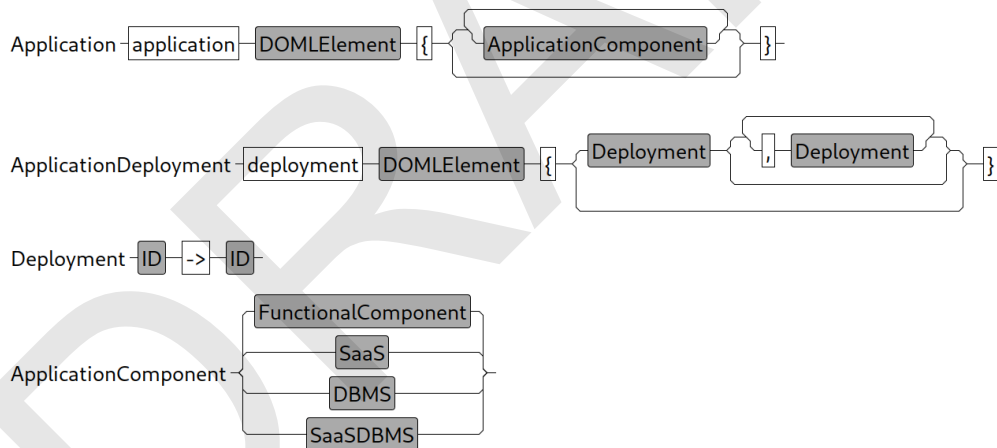 Application application DOMLElement { ApplicationComponent }
ApplicationDeployment deployment DOMLElement { Deployment , Deployment }
Deployment ID -> ID
FunctionalComponent
SaaS
ApplicationComponent
DBMS
SaaSDBMS